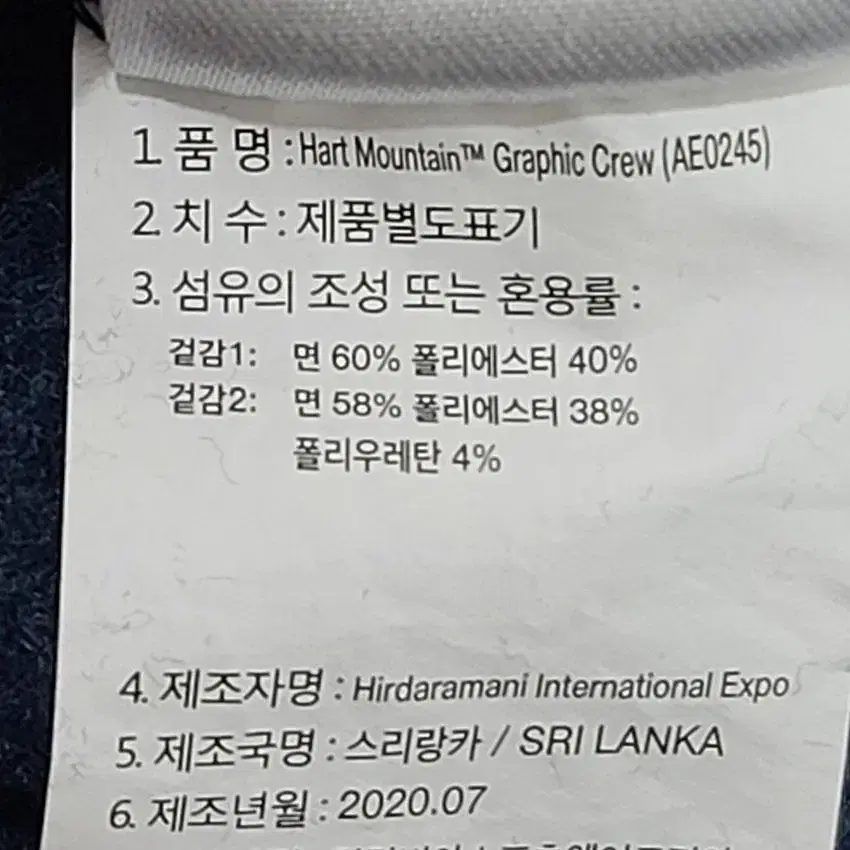 1. 품 명 : Hart Mountain™ Graphic Crew (AE0245)
2. 치 수 : 제품별도표기
3. 섬유의 조성 또는 혼용률 :
겉감1: 면 60% 폴리에스터 40%
겉감2: 면 58% 폴리에스터 38%
폴리우레탄 4%
4. 제조자명 : Hirdaramani International Expo
5. 제조국명 : 스리랑카 / SRI LANKA
6. 제조년월 : 2020.07